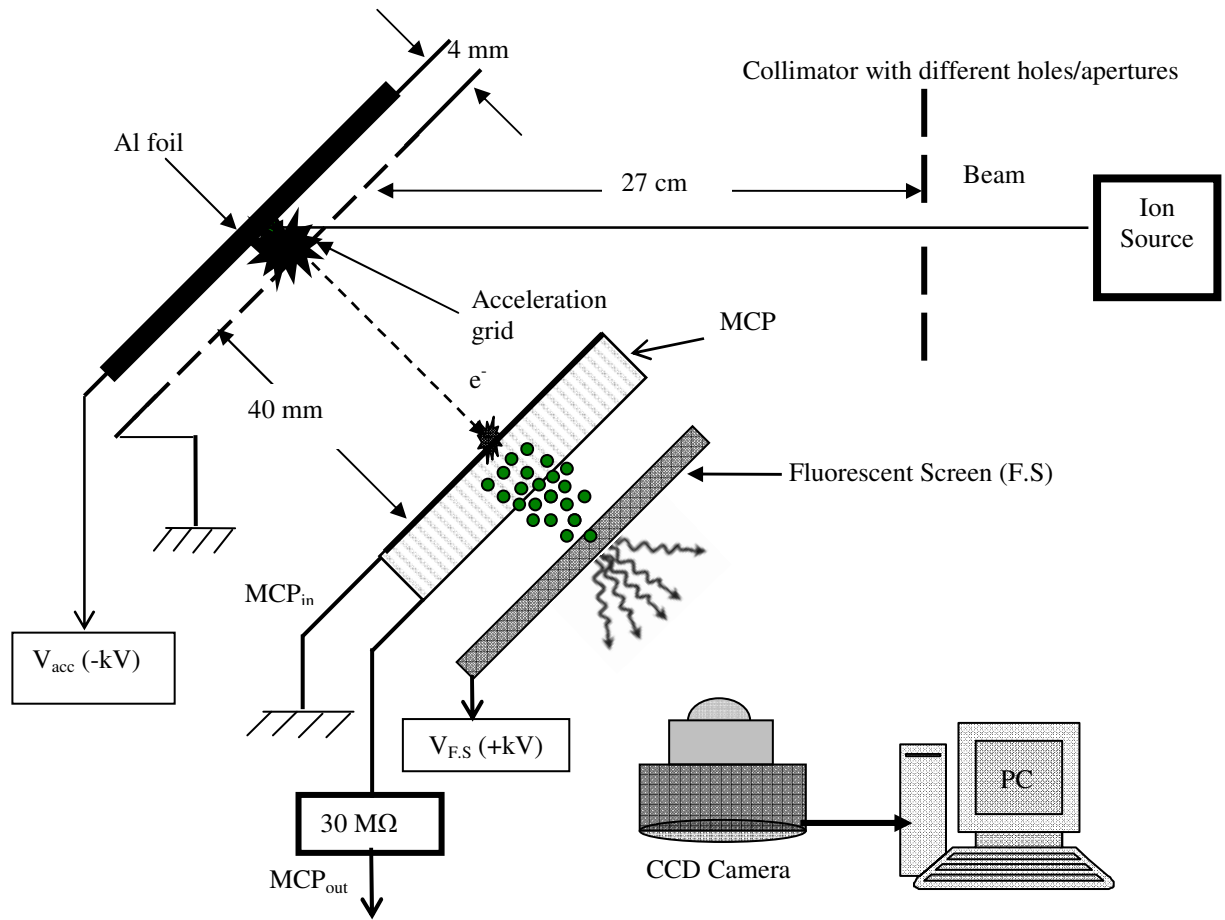 4 mm
Collimator with different holes/apertures
Al foil
27 cm
Beam
Ion
Source
Acceleration
grid
MCP
e-
40 mm
Fluorescent Screen (F.S)
MCPin
Vacc (-kV)
VF.S (+kV)
PC
30 MΩ
CCD Camera
MCPout